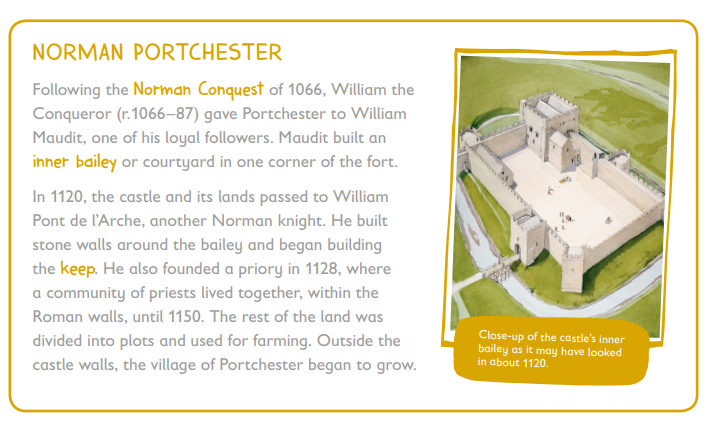 NORMAN PORTCHESTER
Following the Norman Conquest of 1066, William the
Conqueror (r.1066–87) gave Portchester to William
Maudit, one of his loyal followers. Maudit built an
inner bailey or courtyard in one corner of the fort.
In 1120, the castle and its lands passed to William
Pont de l'Arche, another Norman knight. He built
stone walls around the bailey and began building
the keep. He also founded a priory in 1128, where
a community of priests lived together, within the
Roman walls, until 1150. The rest of the land was
divided into plots and used for farming. Outside the
castle walls, the village of Portchester began to grow.
Close-up of the castle's inner
bailey as it may have looked
in about 1120.